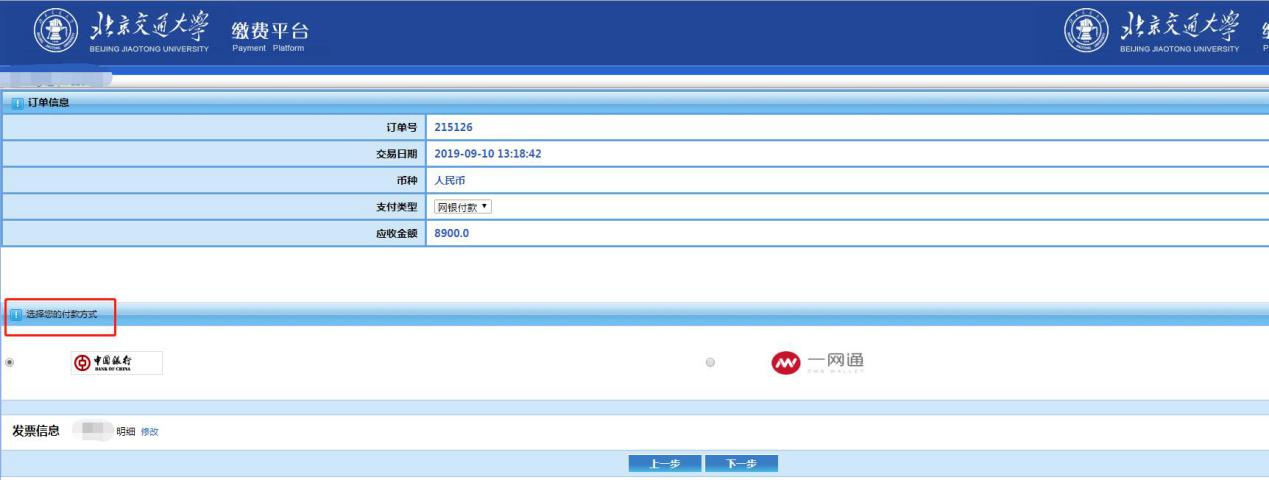 北京交通大学
BEIJING JIAOTONG UNIVERSITY
缴费平台
Payment Platform
北京交通大学
BEIJING JIAOTONG UNIVERSITY
订单信息
订单号 215126
交易日期 2019-09-10 13:18:42
币种 人民币
支付类型 网银付款
应收金额 8900.0
选择您的付款方式
中国银行
BANK OF CHINA
一网通
CMB WALLET
发票信息 明细 修改
上一步 下一步